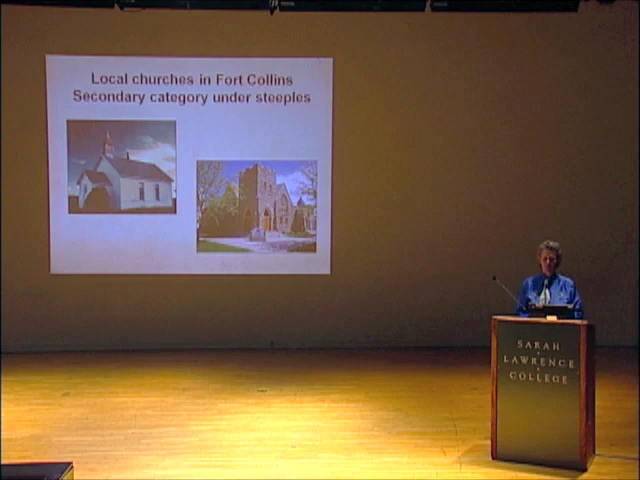 Local churches in Fort Collins
Secondary category under steeples
SARAH
LAWRENCE
COLLEGE